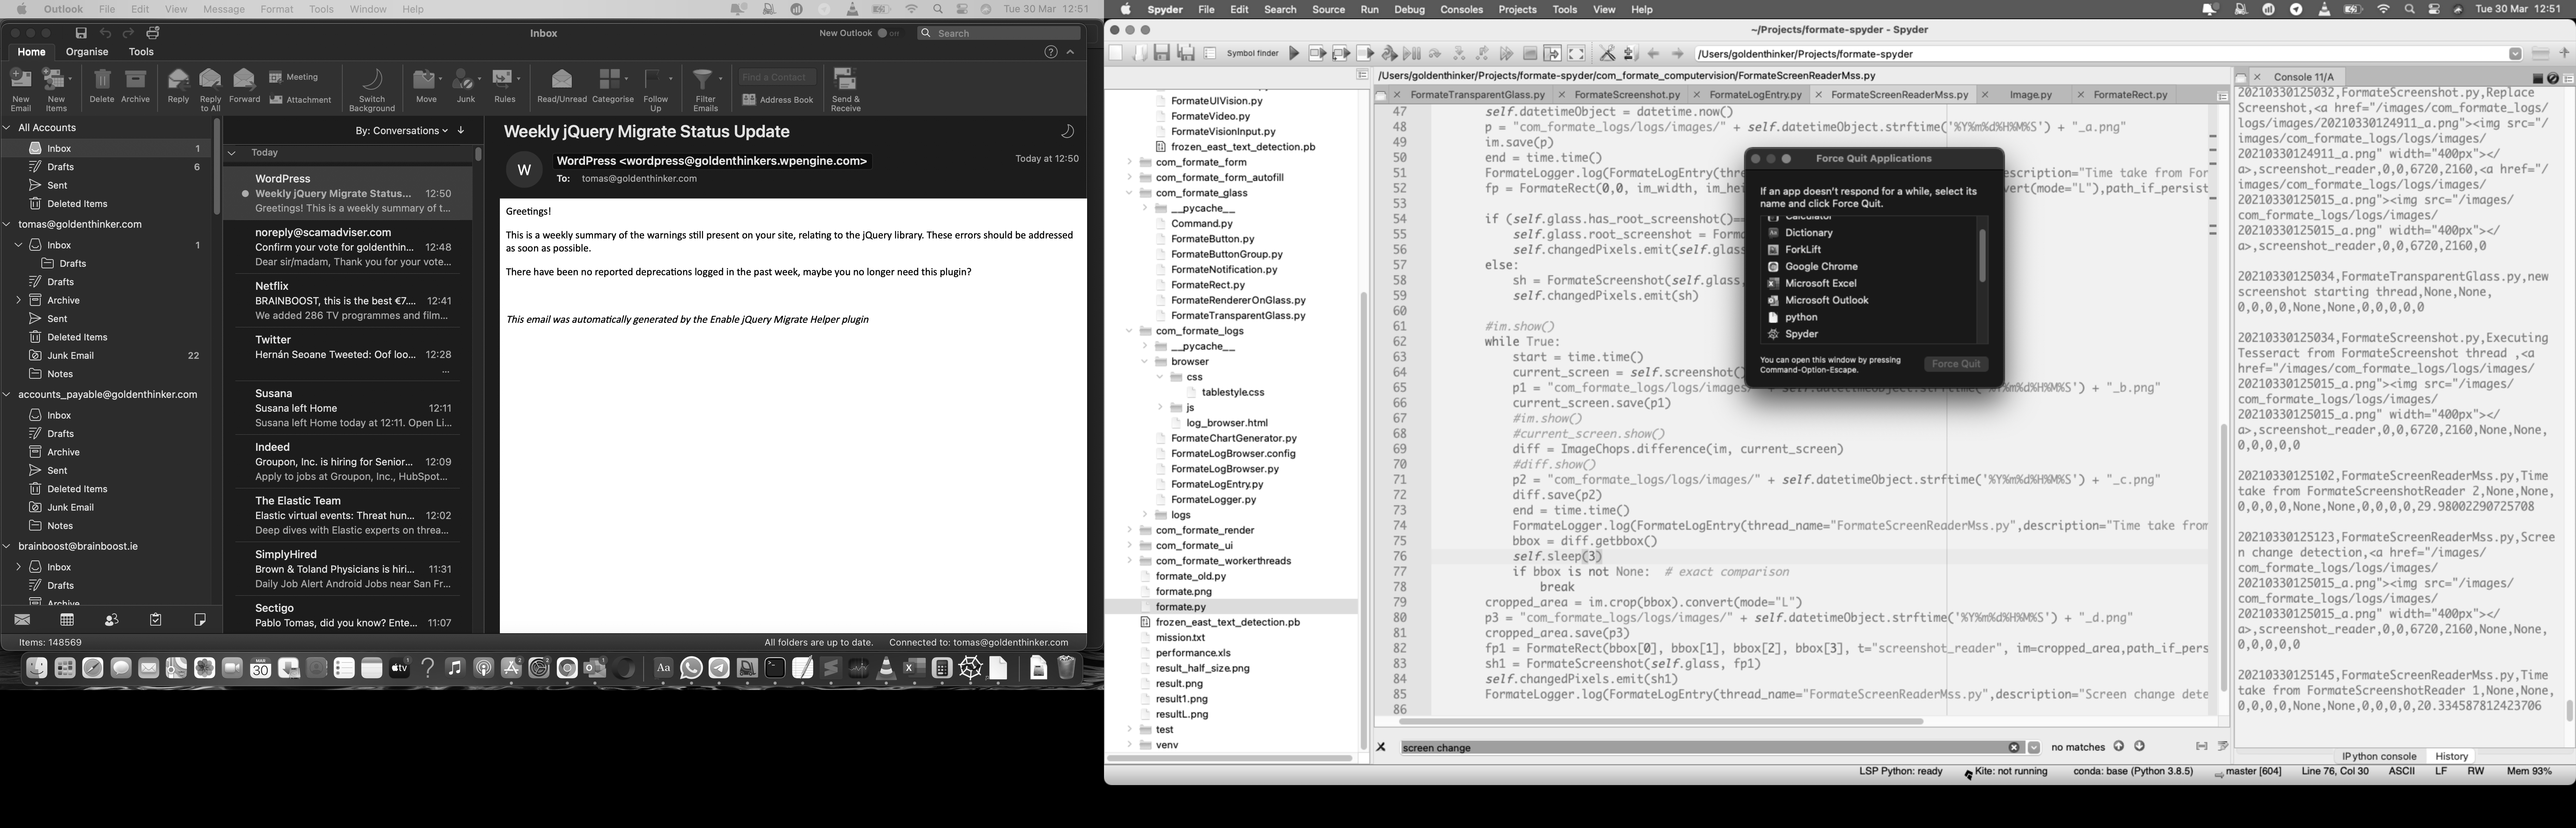 Outlook File Edit View Message Format Tools Window Help Tue 30 Mar 12:51
Inbox New Outlook Search
Home Organise Tools
New Email New Items Delete Archive Reply Reply to All Forward Meeting Attachment Switch Background Move Junk Rules Read/Unread Categorise Follow Up Filter Emails Find a Contact Address Book Send & Receive
All Accounts
Inbox 1
Drafts 6
Sent
Deleted Items
tomas@goldenthinker.com
Inbox 1
Drafts
Drafts
Archive
Sent
Deleted Items
Junk Email 22
Notes
accounts_payable@goldenthinker.com
Inbox
Drafts
Archive
Sent
Deleted Items
Junk Email
Notes
brainboost@brainboost.ie
Inbox
Drafts
Archive
Items: 148569
By: Conversations
Today
WordPress
Weekly jQuery Migrate Status... 12:50
Greetings! This is a weekly summary of t...
noreply@scamadviser.com
Confirm your vote for goldenthin... 12:48
Dear sir/madam, Thank you for your vote...
Netflix
BRAINBOOST, this is the best €7.... 12:41
We added 286 TV programmes and film...
Twitter
Hernán Seoane Tweeted: Oof loo... 12:28
...
Susana
Susana left Home 12:11
Susana left Home today at 12:11. Open Li...
Indeed
Groupon, Inc. is hiring for Senior... 12:09
Apply to jobs at Groupon, Inc., HubSpot...
The Elastic Team
Elastic virtual events: Threat hun... 12:02
Deep dives with Elastic experts on threa...
SimplyHired
Brown & Toland Physicians is hiri... 11:31
Daily Job Alert Android Jobs near San Fr...
Sectigo
Pablo Tomas, did you know? Ente... 11:07
Weekly jQuery Migrate Status Update
W
WordPress <wordpress@goldenthinkers.wpengine.com>
To: tomas@goldenthinker.com
Today at 12:50
Greetings!
This is a weekly summary of the warnings still present on your site, relating to the jQuery library. These errors should be addressed
as soon as possible.
There have been no reported deprecations logged in the past week, maybe you no longer need this plugin?
This email was automatically generated by the Enable jQuery Migrate Helper plugin
All folders are up to date. Connected to: tomas@goldenthinker.com
Spyder File Edit Search Source Run Debug Consoles Projects Tools View Help Tue 30 Mar 12:51
~/Projects/formate-spyder - Spyder
Symbol finder /Users/goldenthinker/Projects/formate-spyder
FormateUIVision.py
FormateVideo.py
FormateVisionInput.py
frozen_east_text_detection.pb
com_formate_form
com_formate_form_autofill
com_formate_glass
__pycache__
Command.py
FormateButton.py
FormateButtonGroup.py
FormateNotification.py
FormateRect.py
FormateRendererOnGlass.py
FormateTransparentGlass.py
com_formate_logs
__pycache__
browser
css
tablestyle.css
js
log_browser.html
FormateChartGenerator.py
FormateLogBrowser.config
FormateLogBrowser.py
FormateLogEntry.py
FormateLogger.py
logs
com_formate_render
com_formate_ui
com_formate_workerthreads
formate_old.py
formate.png
formate.py
frozen_east_text_detection.pb
mission.txt
performance.xls
result_half_size.png
result.png
result1.png
resultL.png
test
venv
/Users/goldenthinker/Projects/formate-spyder/com_formate_computervision/FormateScreenReaderMss.py
FormateTransparentGlass.py FormateScreenshot.py FormateLogEntry.py FormateScreenReaderMss.py Image.py FormateRect.py
47 self.datetimeObject = datetime.now()
48 p = "com_formate_logs/logs/images/" + self.datetimeObject.strftime('%Y%m%d%H%M%S') + "_a.png"
49 im.save(p)
50 end = time.time()
51 FormateLogger.log(FormateLogEntry(thr description="Time take from For
52 fp = FormateRect(0,0, im_width, im_hei vert(mode="L"),path_if_persist
53
54 if (self.glass.has_root_screenshot()=
55 self.glass.root_screenshot = Form
56 self.changedPixels.emit(self.glas
57 else:
58 sh = FormateScreenshot(self.glass,
59 self.changedPixels.emit(sh)
60
61 #im.show()
62 while True:
63 start = time.time()
64 current_screen = self.screenshot(
65 p1 = "com_formate_logs/logs/images/ %m%d%H%M%S') + "_b.png"
66 current_screen.save(p1)
67 #im.show()
68 #current_screen.show()
69 diff = ImageChops.difference(im, current_screen)
70 #diff.show()
71 p2 = "com_formate_logs/logs/images/" + self.datetimeObject.strftime('%Y%m%d%H%M%S') + "_c.png"
72 diff.save(p2)
73 end = time.time()
74 FormateLogger.log(FormateLogEntry(thread_name="FormateScreenReaderMss.py",description="Time take from
75 bbox = diff.getbbox()
76 self.sleep(3)
77 if bbox is not None: # exact comparison
78 break
79 cropped_area = im.crop(bbox).convert(mode="L")
80 p3 = "com_formate_logs/logs/images/" + self.datetimeObject.strftime('%Y%m%d%H%M%S') + "_d.png"
81 cropped_area.save(p3)
82 fp1 = FormateRect(bbox[0], bbox[1], bbox[2], bbox[3], t="screenshot_reader", im=cropped_area,path_if_pers
83 sh1 = FormateScreenshot(self.glass, fp1)
84 self.changedPixels.emit(sh1)
85 FormateLogger.log(FormateLogEntry(thread_name="FormateScreenReaderMss.py",description="Screen change dete
86
screen change no matches
Force Quit Applications
If an app doesn't respond for a while, select its
name and click Force Quit.
Calculator
Dictionary
ForkLift
Google Chrome
Microsoft Excel
Microsoft Outlook
python
Spyder
You can open this window by pressing
Command-Option-Escape.
Force Quit
Console 11/A
20210330125032,FormateScreenshot.py,Replace
Screenshot,<a href="/images/com_formate_logs/
logs/images/20210330124911_a.png"><img src="/
images/com_formate_logs/logs/images/
20210330124911_a.png" width="400px"></
a>,screenshot_reader,0,0,6720,2160,<a href="/
images/com_formate_logs/logs/images/
20210330125015_a.png"><img src="/images/
com_formate_logs/logs/images/
20210330125015_a.png" width="400px"></
a>,screenshot_reader,0,0,6720,2160,0
20210330125034,FormateTransparentGlass.py,new
screenshot starting thread,None,None,
0,0,0,0,None,None,0,0,0,0,0
20210330125034,FormateScreenshot.py,Executing
Tesseract from FormateScreenshot thread ,<a
href="/images/com_formate_logs/logs/images/
20210330125015_a.png"><img src="/images/
com_formate_logs/logs/images/
20210330125015_a.png" width="400px"></
a>,screenshot_reader,0,0,6720,2160,None,None,
0,0,0,0,0
20210330125102,FormateScreenReaderMss.py,Time
take from FormateScreenshotReader 2,None,None,
0,0,0,0,None,None,0,0,0,0,29.98002290725708
20210330125123,FormateScreenReaderMss.py,Scree
n change detection,<a href="/images/
com_formate_logs/logs/images/
20210330125015_a.png"><img src="/images/
com_formate_logs/logs/images/
20210330125015_a.png" width="400px"></
a>,screenshot_reader,0,0,6720,2160,None,None,
0,0,0,0,0
20210330125145,FormateScreenReaderMss.py,Time
take from FormateScreenshotReader 1,None,None,
0,0,0,0,None,None,0,0,0,0,20.334587812423706
IPython console History
LSP Python: ready Kite: not running conda: base (Python 3.8.5) master [604] Line 76, Col 30 ASCII LF RW Mem 93%